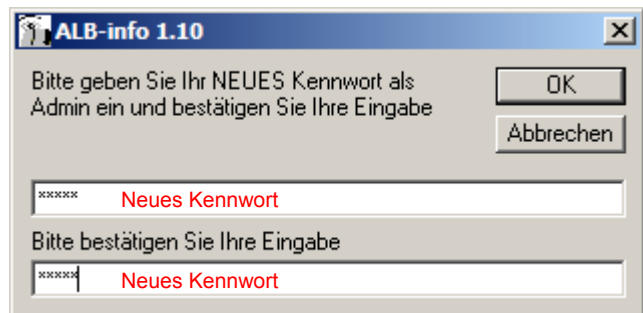 ALB-info 1.10
Bitte geben Sie Ihr NEUES Kennwort als
Admin ein und bestätigen Sie Ihre Eingabe
OK
Abbrechen
***** Neues Kennwort
Bitte bestätigen Sie Ihre Eingabe
***** Neues Kennwort